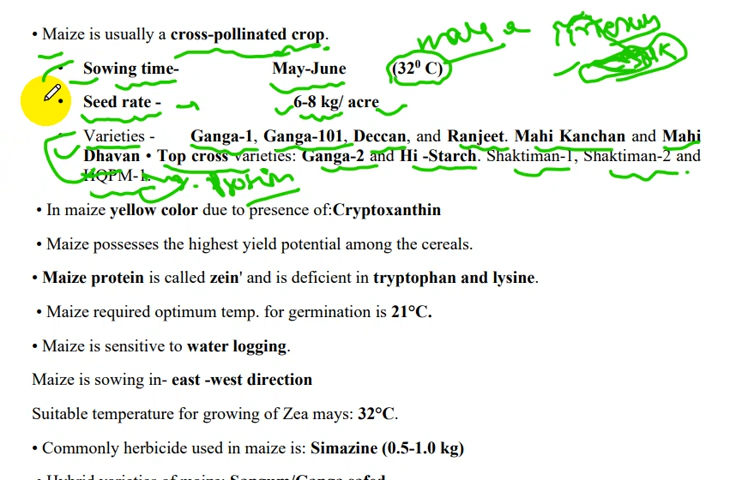 • Maize is usually a cross-pollinated crop.
• Sowing time- May-June (32⁰ C)
• Seed rate - 6-8 kg/ acre
• Varieties - Ganga-1, Ganga-101, Deccan, and Ranjeet. Mahi Kanchan and Mahi
Dhavan • Top cross varieties: Ganga-2 and Hi -Starch. Shaktiman-1, Shaktiman-2 and
HQPM-1.
• In maize yellow color due to presence of:Cryptoxanthin
• Maize possesses the highest yield potential among the cereals.
• Maize protein is called zein' and is deficient in tryptophan and lysine.
• Maize required optimum temp. for germination is 21°C.
• Maize is sensitive to water logging.
Maize is sowing in- east -west direction
Suitable temperature for growing of Zea mays: 32°C.
• Commonly herbicide used in maize is: Simazine (0.5-1.0 kg)